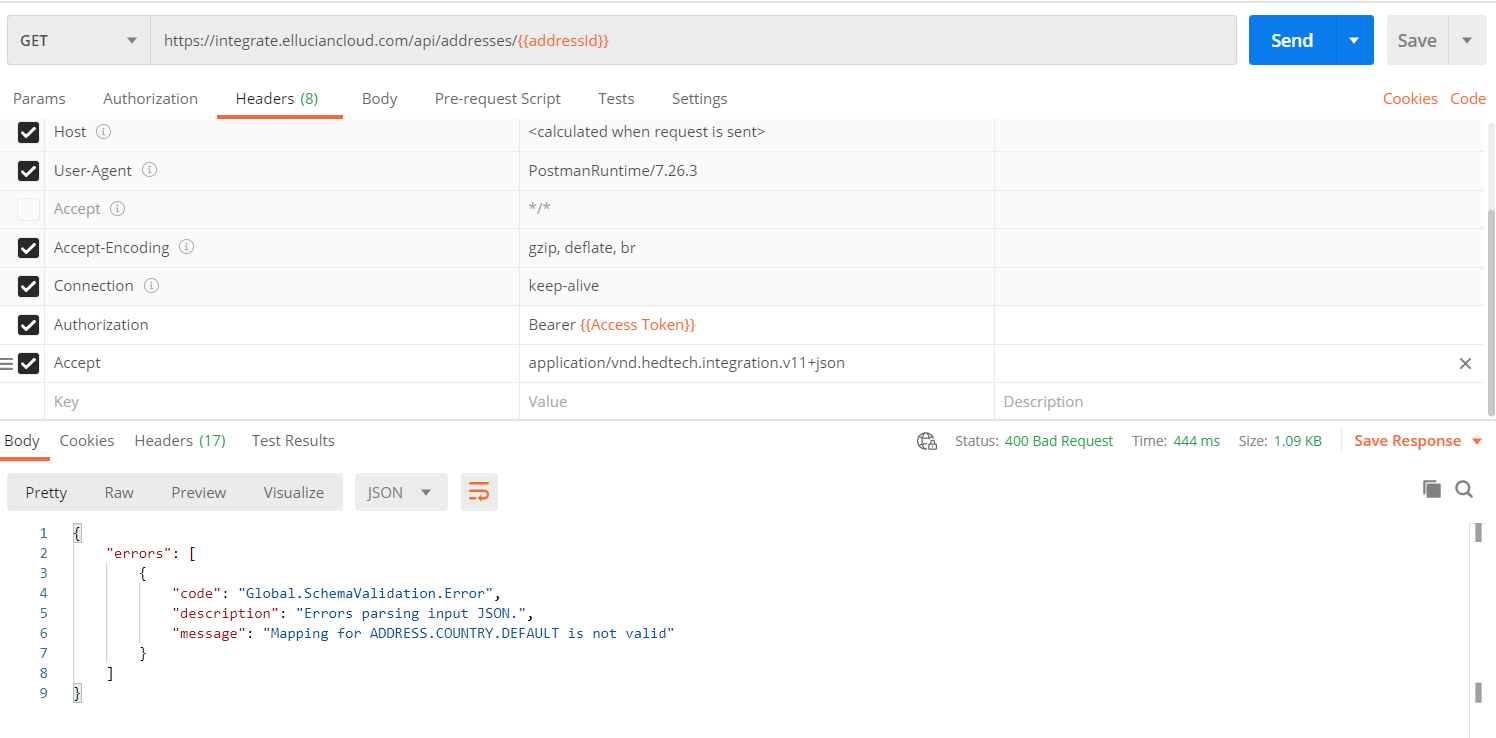 GET https://integrate.elluciancloud.com/api/addresses/{{addressId}} Send Save
Params Authorization Headers (8) Body Pre-request Script Tests Settings Cookies Code
Host <calculated when request is sent>
User-Agent PostmanRuntime/7.26.3
Accept */*
Accept-Encoding gzip, deflate, br
Connection keep-alive
Authorization Bearer {{Access Token}}
Accept application/vnd.hedtech.integration.v11+json
Key Value Description
Body Cookies Headers (17) Test Results Status: 400 Bad Request Time: 444 ms Size: 1.09 KB Save Response
Pretty Raw Preview Visualize JSON
1 {
2 "errors": [
3 {
4 "code": "Global.SchemaValidation.Error",
5 "description": "Errors parsing input JSON.",
6 "message": "Mapping for ADDRESS.COUNTRY.DEFAULT is not valid"
7 }
8 ]
9 }